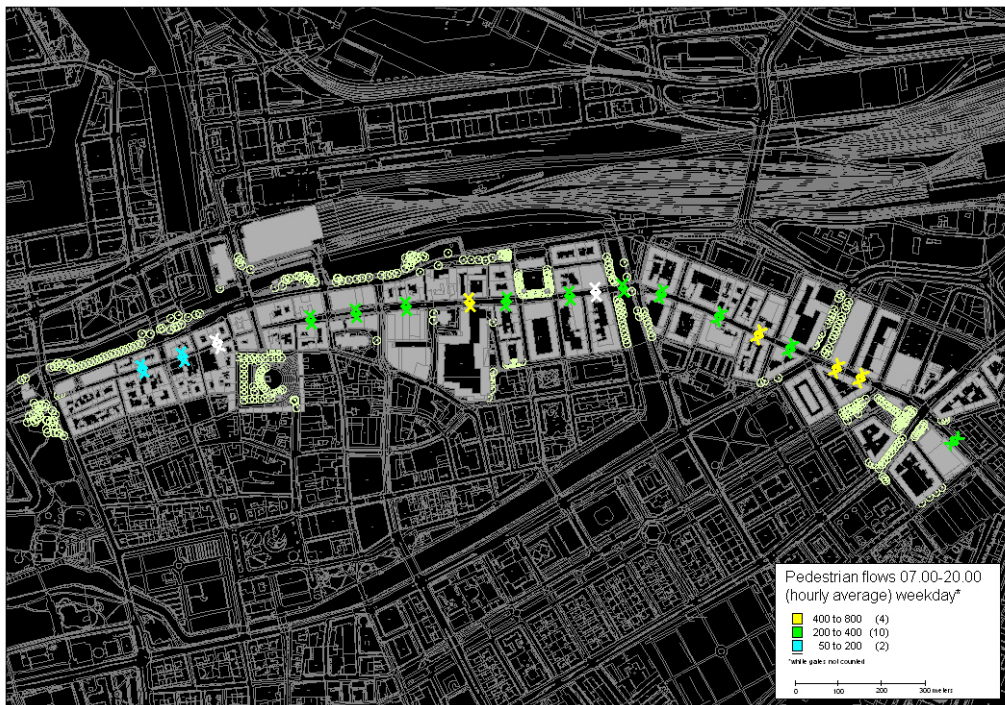 Pedestrian flows 07.00-20.00
(hourly average) weekday*
400 to 800 (4)
200 to 400 (10)
50 to 200 (2)
*while gates not counted
0 100 200 300 meters